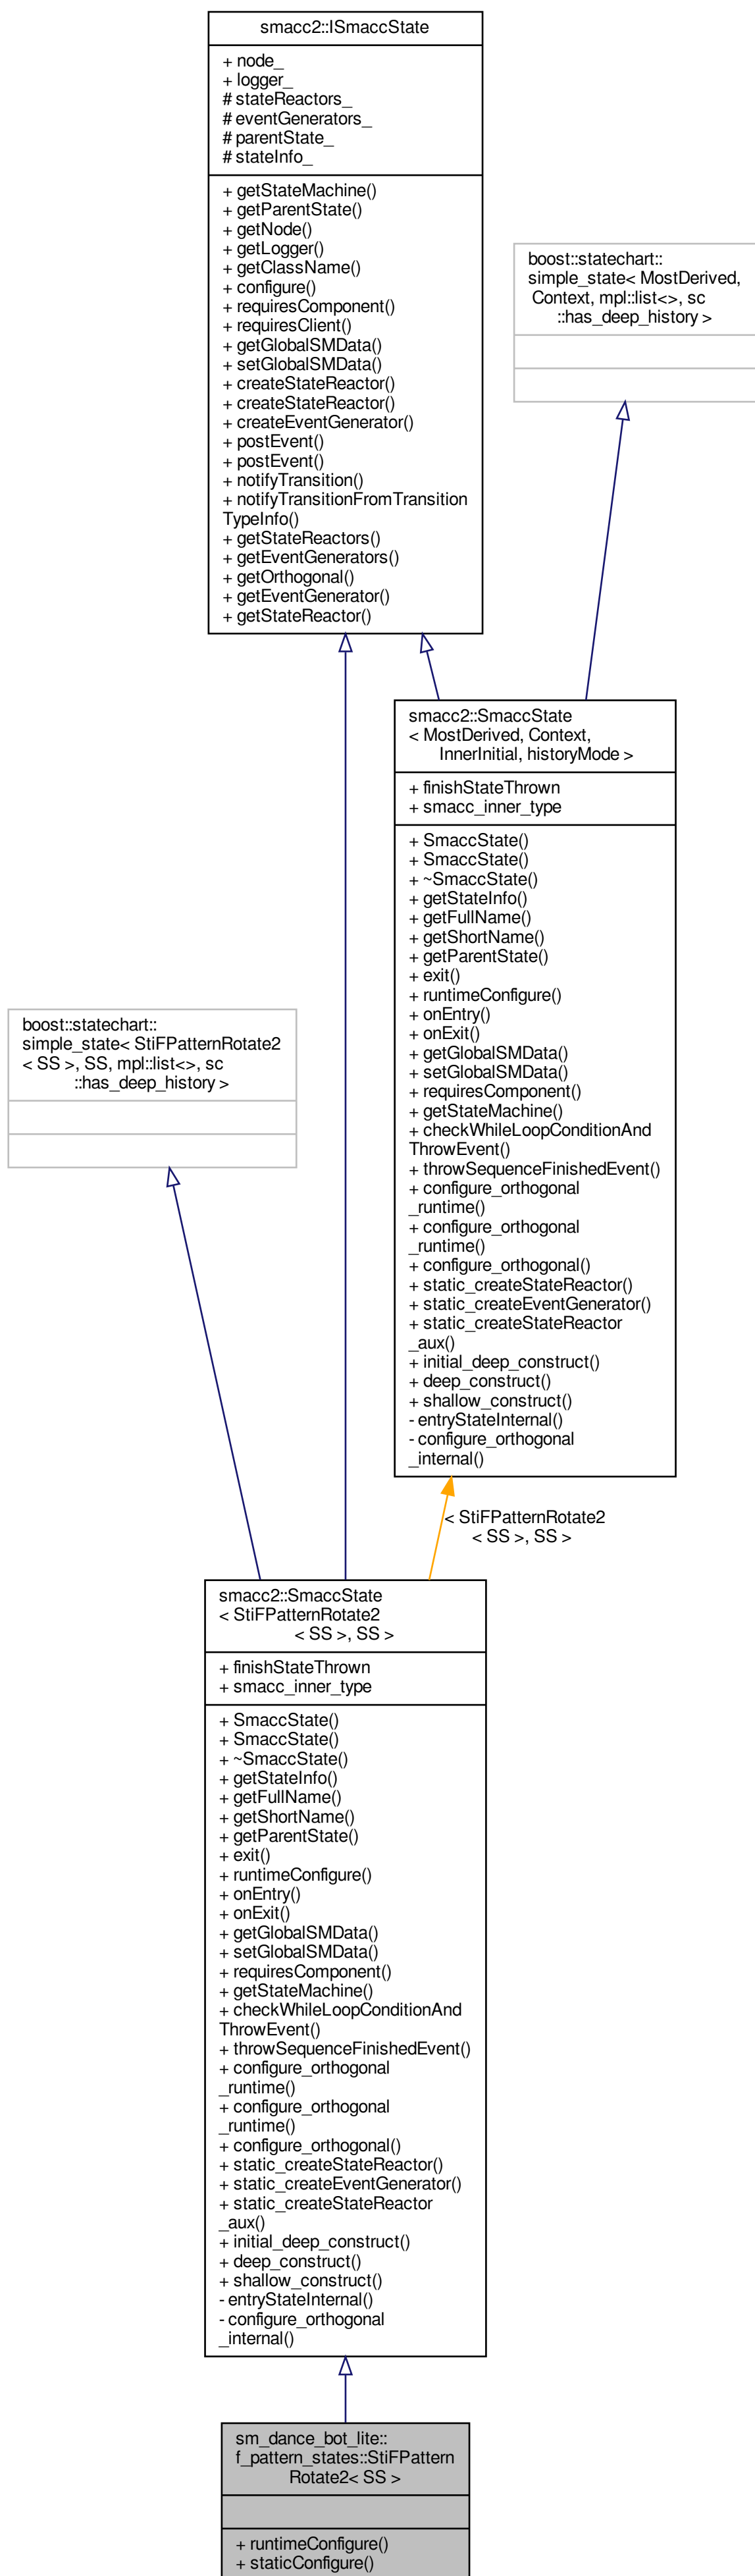 smacc2::ISmaccState
+ node_
+ logger_
# stateReactors_
# eventGenerators_
# parentState_
# stateInfo_
+ getStateMachine()
+ getParentState()
+ getNode()
+ getLogger()
+ getClassName()
+ configure()
+ requiresComponent()
+ requiresClient()
+ getGlobalSMData()
+ setGlobalSMData()
+ createStateReactor()
+ createStateReactor()
+ createEventGenerator()
+ postEvent()
+ postEvent()
+ notifyTransition()
+ notifyTransitionFromTransition
TypeInfo()
+ getStateReactors()
+ getEventGenerators()
+ getOrthogonal()
+ getEventGenerator()
+ getStateReactor()
boost::statechart::
simple_state< MostDerived,
Context, mpl::list<>, sc
::has_deep_history >
smacc2::SmaccState
< MostDerived, Context,
InnerInitial, historyMode >
+ finishStateThrown
+ smacc_inner_type
+ SmaccState()
+ SmaccState()
+ ~SmaccState()
+ getStateInfo()
+ getFullName()
+ getShortName()
+ getParentState()
+ exit()
+ runtimeConfigure()
+ onEntry()
+ onExit()
+ getGlobalSMData()
+ setGlobalSMData()
+ requiresComponent()
+ getStateMachine()
+ checkWhileLoopConditionAnd
ThrowEvent()
+ throwSequenceFinishedEvent()
+ configure_orthogonal
_runtime()
+ configure_orthogonal
_runtime()
+ configure_orthogonal()
+ static_createStateReactor()
+ static_createEventGenerator()
+ static_createStateReactor
_aux()
+ initial_deep_construct()
+ deep_construct()
+ shallow_construct()
- entryStateInternal()
- configure_orthogonal
_internal()
boost::statechart::
simple_state< StiFPatternRotate2
< SS >, SS, mpl::list<>, sc
::has_deep_history >
< StiFPatternRotate2
< SS >, SS >
smacc2::SmaccState
< StiFPatternRotate2
< SS >, SS >
+ finishStateThrown
+ smacc_inner_type
+ SmaccState()
+ SmaccState()
+ ~SmaccState()
+ getStateInfo()
+ getFullName()
+ getShortName()
+ getParentState()
+ exit()
+ runtimeConfigure()
+ onEntry()
+ onExit()
+ getGlobalSMData()
+ setGlobalSMData()
+ requiresComponent()
+ getStateMachine()
+ checkWhileLoopConditionAnd
ThrowEvent()
+ throwSequenceFinishedEvent()
+ configure_orthogonal
_runtime()
+ configure_orthogonal
_runtime()
+ configure_orthogonal()
+ static_createStateReactor()
+ static_createEventGenerator()
+ static_createStateReactor
_aux()
+ initial_deep_construct()
+ deep_construct()
+ shallow_construct()
- entryStateInternal()
- configure_orthogonal
_internal()
sm_dance_bot_lite::
f_pattern_states::StiFPattern
Rotate2< SS >
+ runtimeConfigure()
+ staticConfigure()